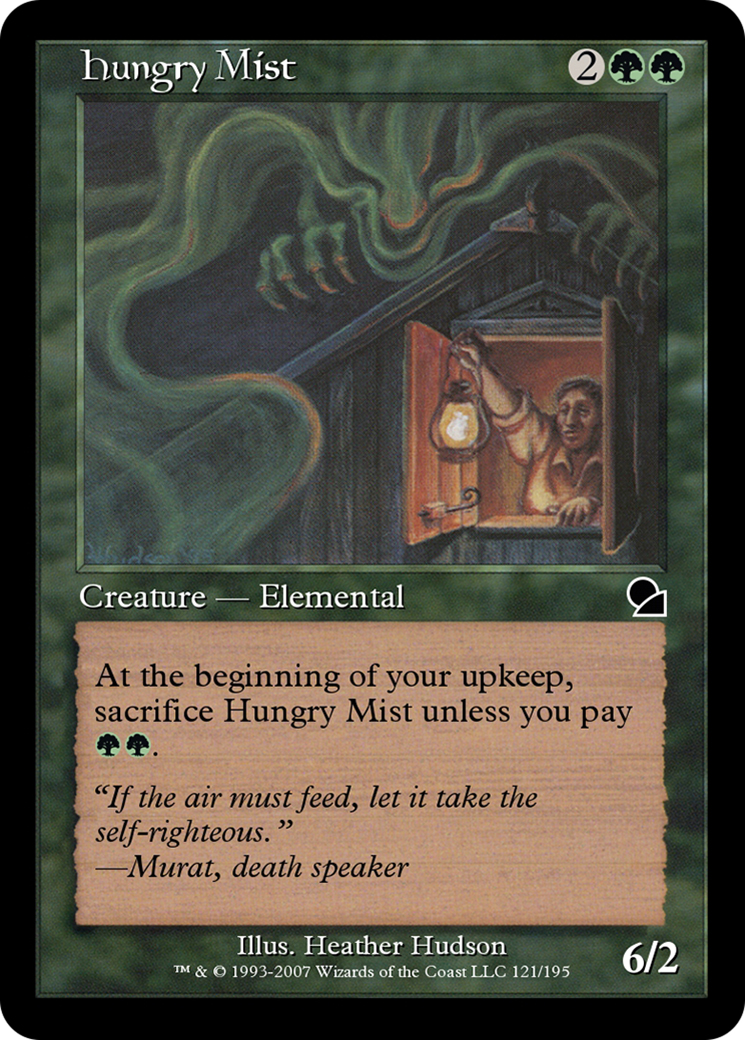 Hungry Mist 2
Creature — Elemental
At the beginning of your upkeep,
sacrifice Hungry Mist unless you pay
.
“If the air must feed, let it take the
self-righteous.”
—Murat, death speaker
Illus. Heather Hudson
™ & © 1993-2007 Wizards of the Coast LLC 121/195
6/2